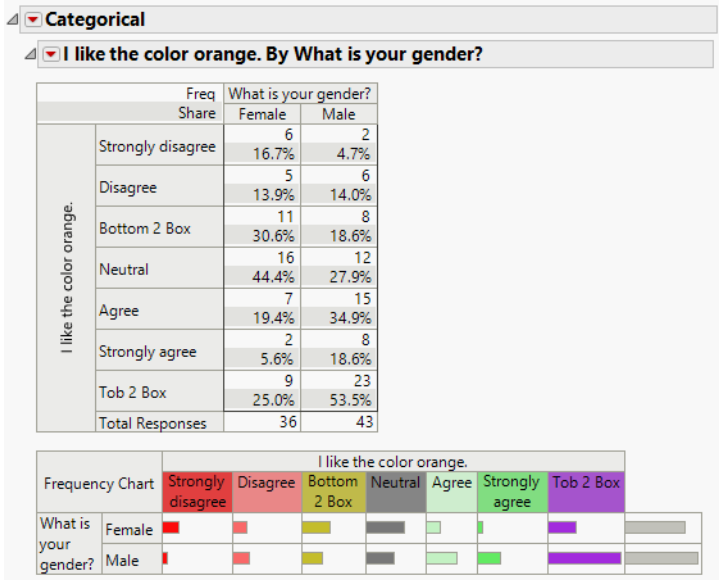 Categorical
I like the color orange. By What is your gender?
Freq What is your gender?
Share Female Male
I like the color orange.
Strongly disagree 6 2
16.7% 4.7%
Disagree 5 6
13.9% 14.0%
Bottom 2 Box 11 8
30.6% 18.6%
Neutral 16 12
44.4% 27.9%
Agree 7 15
19.4% 34.9%
Strongly agree 2 8
5.6% 18.6%
Tob 2 Box 9 23
25.0% 53.5%
Total Responses 36 43
I like the color orange.
Frequency Chart Strongly Disagree Bottom Neutral Agree Strongly Tob 2 Box
disagree 2 Box agree
What is
your
gender?
Female
Male